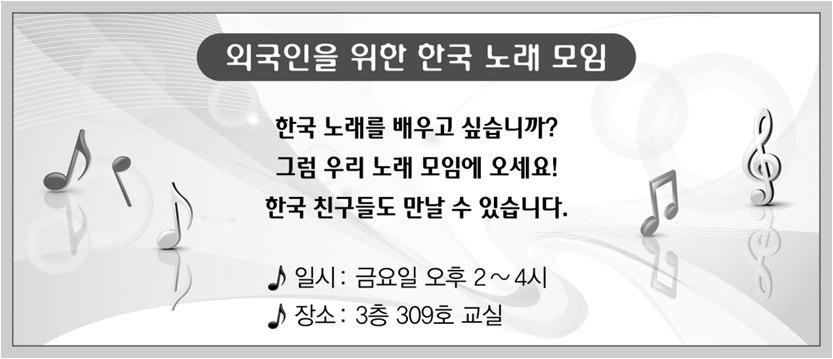 외국인을 위한 한국 노래 모임
한국 노래를 배우고 싶습니까?
그럼 우리 노래 모임에 오세요!
한국 친구들도 만날 수 있습니다.
일시: 금요일 오후 2~4시
장소: 3층 309호 교실